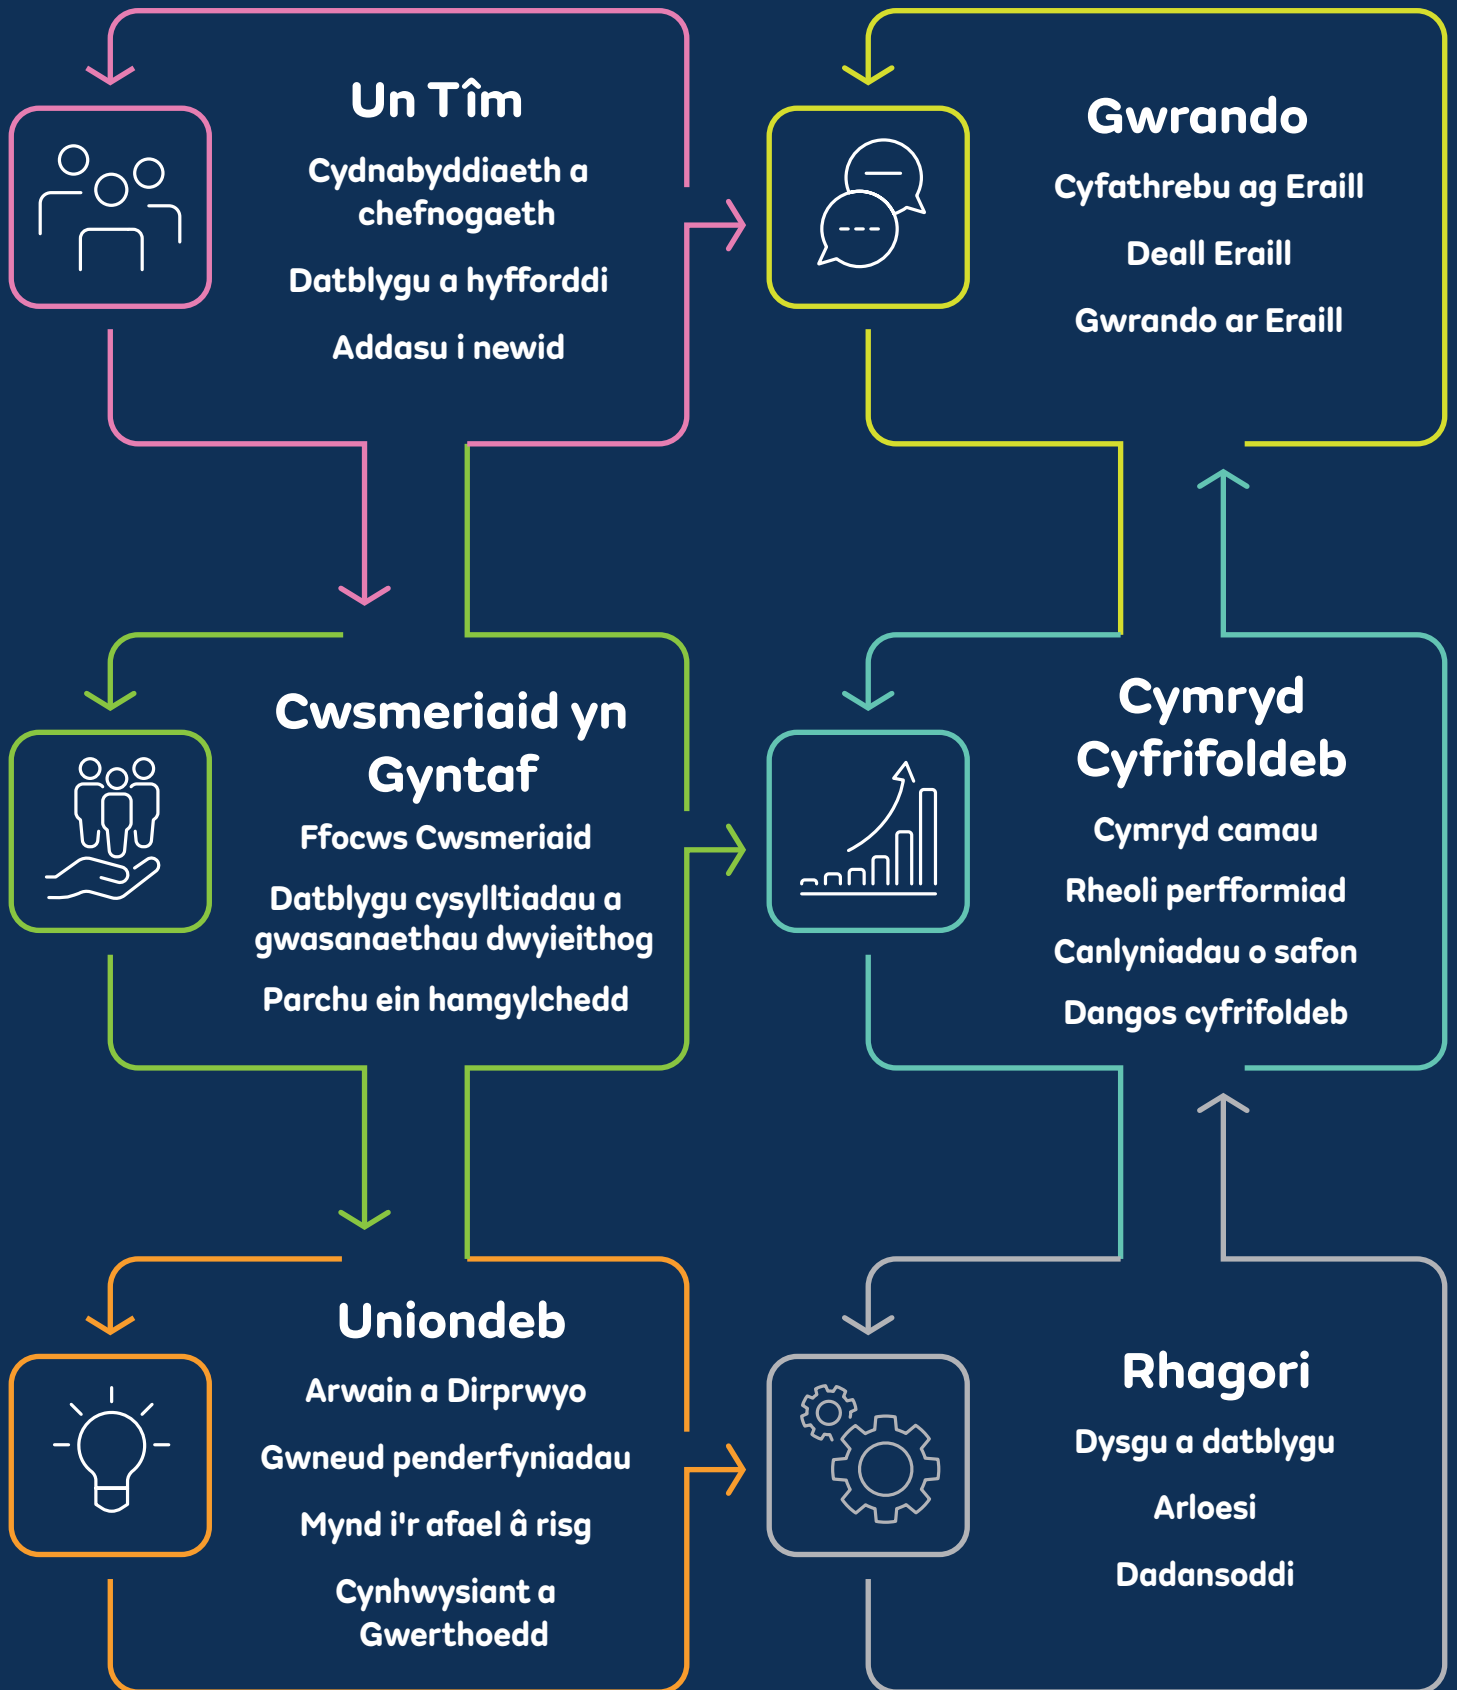 Un Tîm
Cydnabyddiaeth a
chefnogaeth
Datblygu a hyfforddi
Addasu i newid
Gwrando
Cyfathrebu ag Eraill
Deall Eraill
Gwrando ar Eraill
Cwsmeriaid yn
Gyntaf
Ffocws Cwsmeriaid
Datblygu cysylltiadau a
gwasanaethau dwyieithog
Parchu ein hamgylchedd
Cymryd
Cyfrifoldeb
Cymryd camau
Rheoli perfformiad
Canlyniadau o safon
Dangos cyfrifoldeb
Uniondeb
Arwain a Dirprwyo
Gwneud penderfyniadau
Mynd i'r afael â risg
Cynhwysiant a
Gwerthoedd
Rhagori
Dysgu a datblygu
Arloesi
Dadansoddi